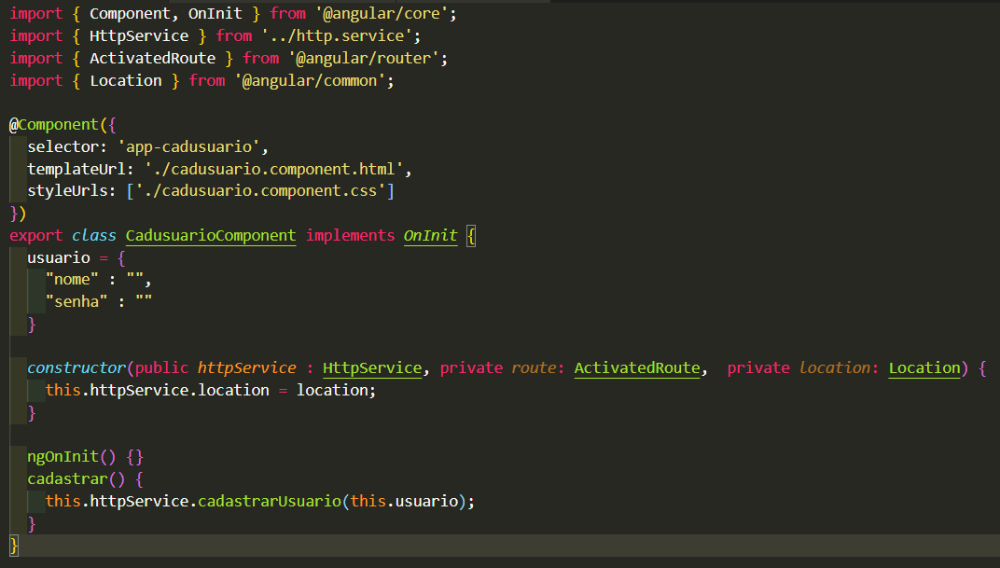 import { Component, OnInit } from '@angular/core';
import { HttpService } from '../http.service';
import { ActivatedRoute } from '@angular/router';
import { Location } from '@angular/common';
@Component({
selector: 'app-cadusuario',
templateUrl: './cadusuario.component.html',
styleUrls: ['./cadusuario.component.css']
})
export class CadusuarioComponent implements OnInit {
usuario = {
"nome" : "",
"senha" : ""
}
constructor(public httpService : HttpService, private route: ActivatedRoute,  private location: Location) {
this.httpService.location = location;
}
ngOnInit() {}
cadastrar() {
this.httpService.cadastrarUsuario(this.usuario);
}
}